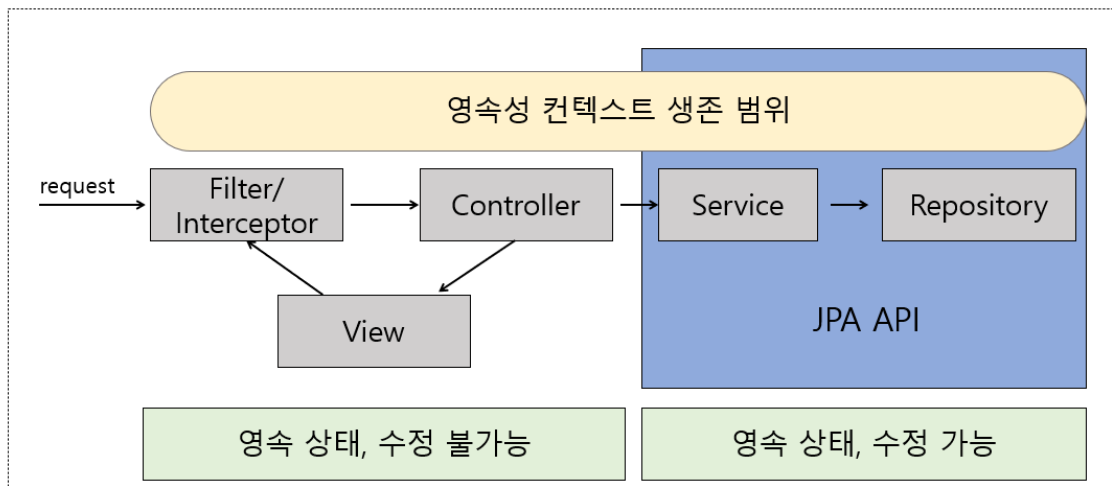 영속성 컨텍스트 생존 범위
request
Filter/
Interceptor
Controller
Service
Repository
View
JPA API
영속 상태, 수정 불가능
영속 상태, 수정 가능